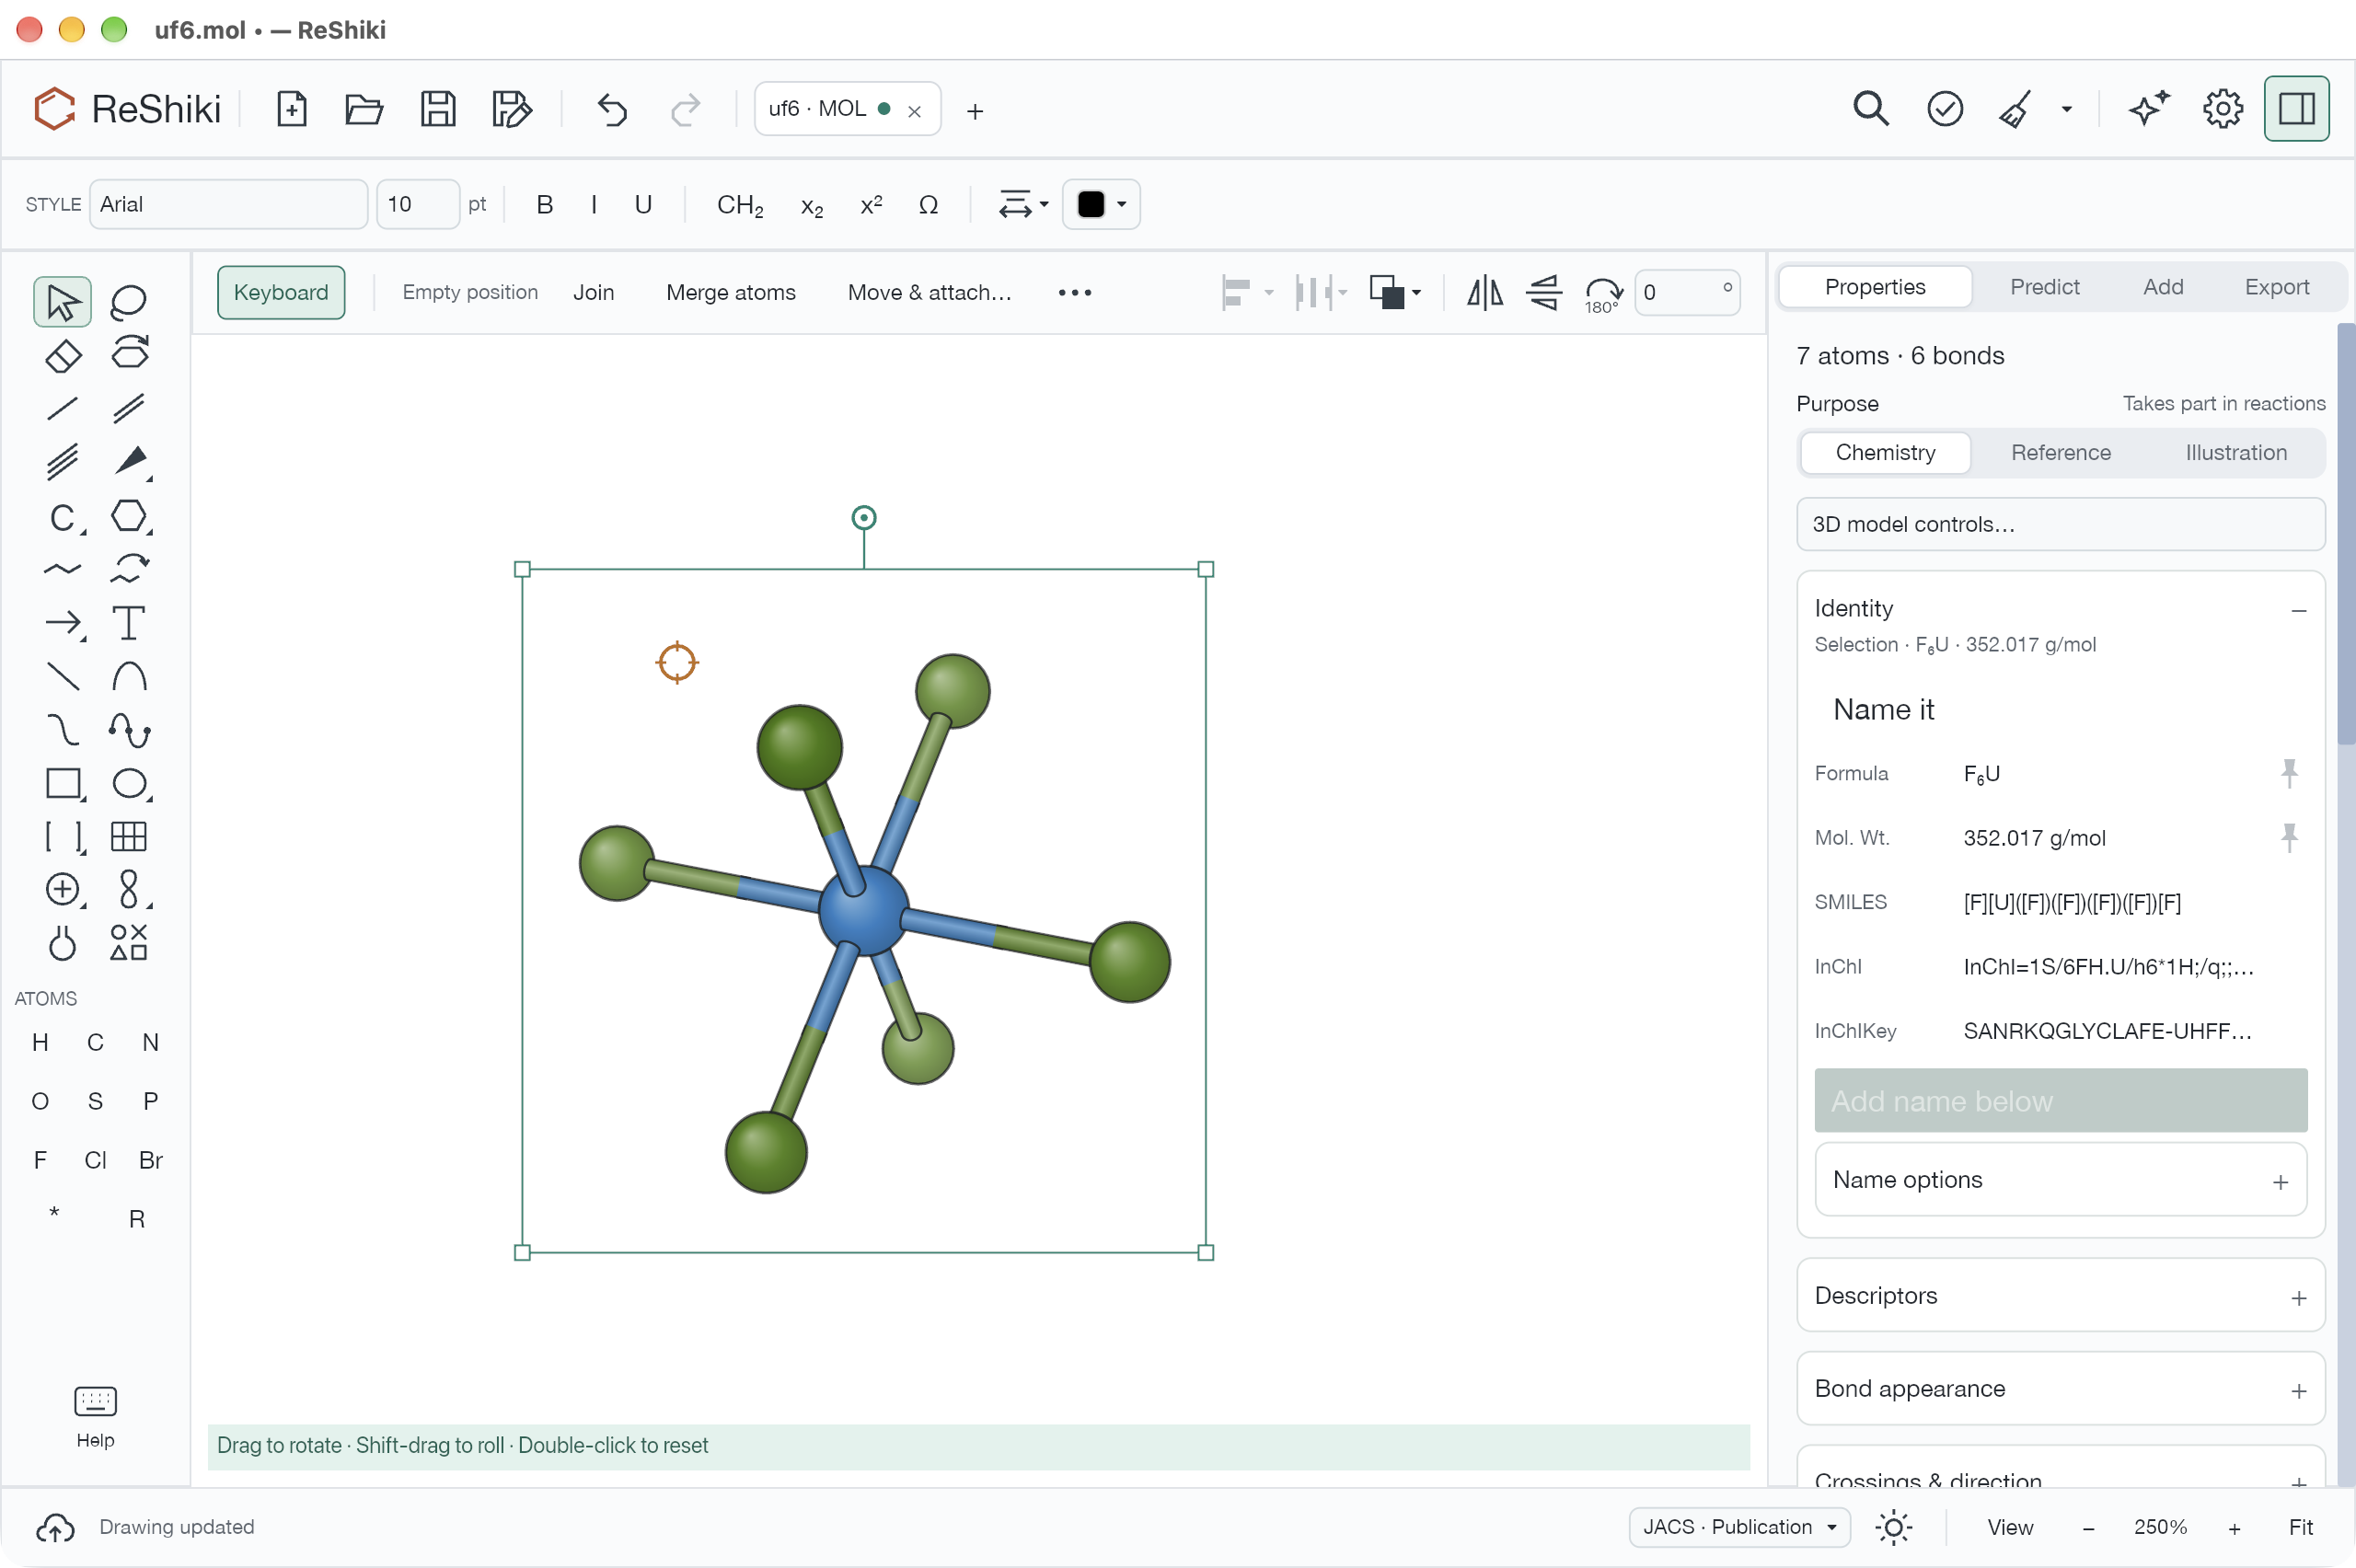 uf6.mol • — ReShiki
ReShiki
uf6 · MOL
STYLE Arial 10 pt B I U CH₂ x₂ x² Ω
Keyboard Empty position Join Merge atoms Move & attach... 180° 0 °
Properties Predict Add Export
7 atoms · 6 bonds
Purpose Takes part in reactions
Chemistry Reference Illustration
3D model controls...
Identity
Selection · F₆U · 352.017 g/mol
Name it
Formula F₆U
Mol. Wt. 352.017 g/mol
SMILES [F][U]([F])([F])([F])([F])[F]
InChI InChI=1S/6FH.U/h6*1H;/q;;...
InChIKey SANRKQGLYCLAFE-UHFF...
Add name below
Name options
Descriptors
Bond appearance
Crossings & direction
C
T
ATOMS
H C N
O S P
F Cl Br
* R
Help
Drag to rotate · Shift-drag to roll · Double-click to reset
Drawing updated
JACS · Publication View − 250% + Fit